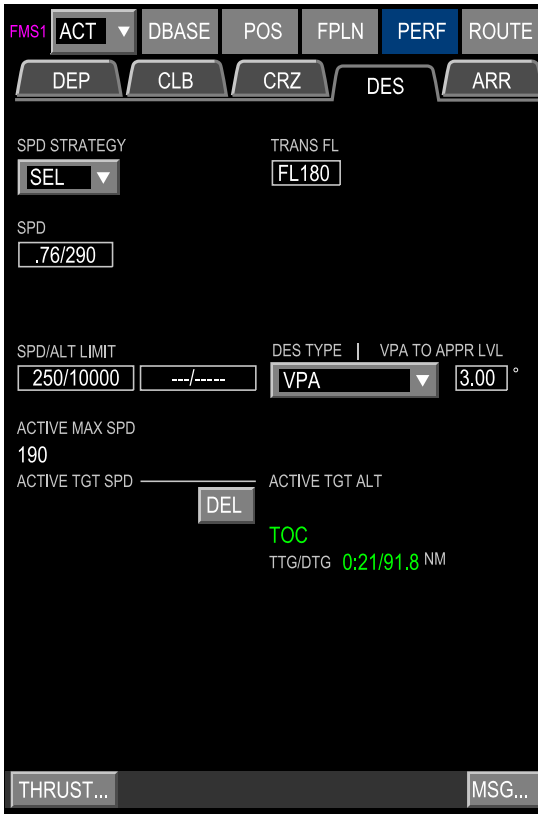 FMS1 ACT DBASE POS FPLN PERF ROUTE
DEP CLB CRZ DES ARR
SPD STRATEGY TRANS FL
SEL FL180
SPD
.76/290
SPD/ALT LIMIT DES TYPE | VPA TO APPR LVL
250/10000 ---/----- VPA 3.00 °
ACTIVE MAX SPD
190
ACTIVE TGT SPD ACTIVE TGT ALT
DEL
TOC
TTG/DTG 0:21/91.8 NM
THRUST... MSG...